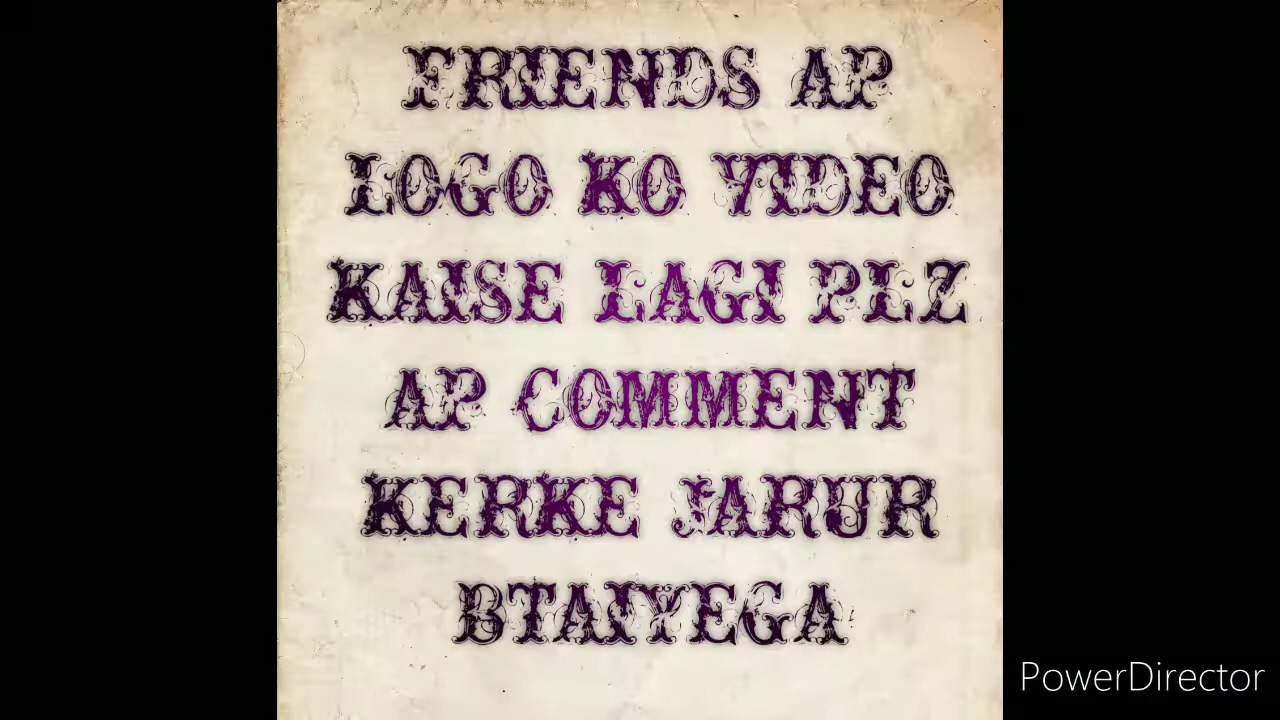 FRIENDS AP
LOGO KO VIDEO
KAISE LAGI PLZ
AP COMMENT
KERKE JARUR
BTAIYEGA
PowerDirector